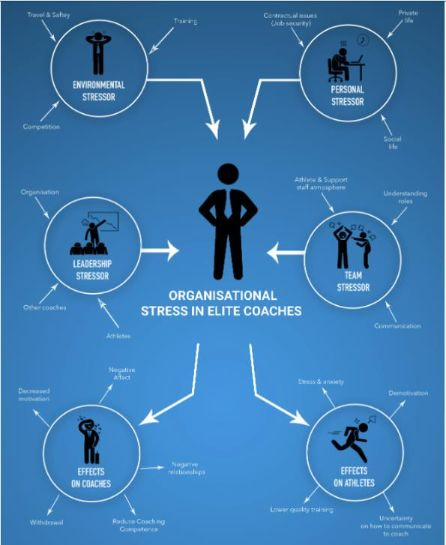 Travel & Saftey
Training
ENVIRONMENTAL
STRESSOR
Competition
Contractual issues
(Job security)
Private
life
PERSONAL
STRESSOR
Social
life
Organisation
LEADERSHIP
STRESSOR
Other coaches
Athletes
Athlete & Support
staff atmosphere
Understanding
roles
TEAM
STRESSOR
Communication
ORGANISATIONAL
STRESS IN ELITE COACHES
Negative
Affect
Decreased
motivation
EFFECTS
ON COACHES
Negative
relationships
Withdrawal
Reduce Coaching
Competence
Stress & anxiety
Demotivation
EFFECTS
ON ATHLETES
Lower quality training
Uncertainty
on how to communicate
to coach